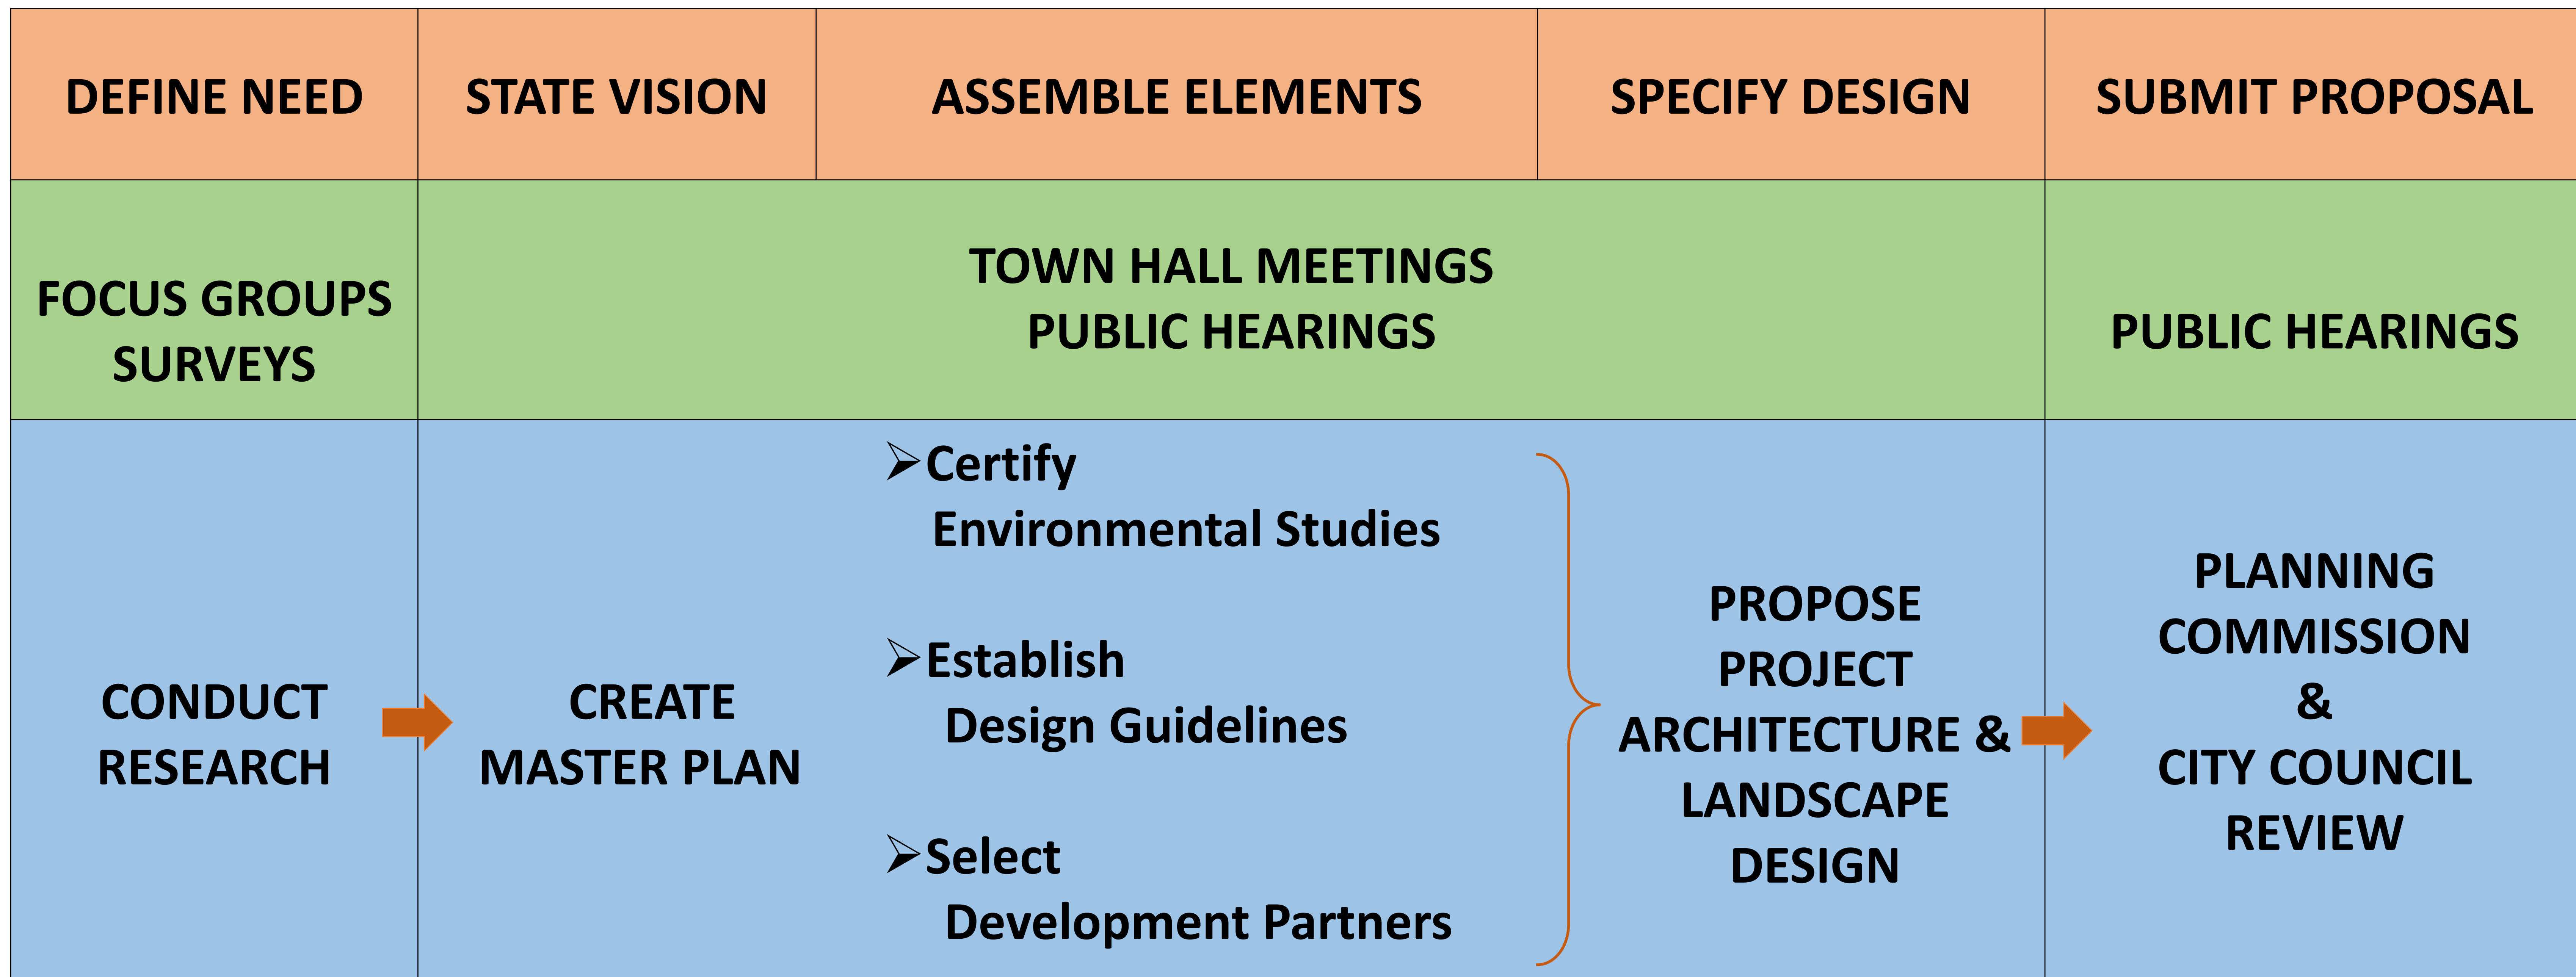 DEFINE NEED
STATE VISION
ASSEMBLE ELEMENTS
SPECIFY DESIGN
SUBMIT PROPOSAL
FOCUS GROUPS
SURVEYS
TOWN HALL MEETINGS
PUBLIC HEARINGS
PUBLIC HEARINGS
CONDUCT
RESEARCH
CREATE
MASTER PLAN
Certify
Environmental Studies
Establish
Design Guidelines
Select
Development Partners
PROPOSE
PROJECT
ARCHITECTURE &
LANDSCAPE
DESIGN
PLANNING
COMMISSION
&
CITY COUNCIL
REVIEW